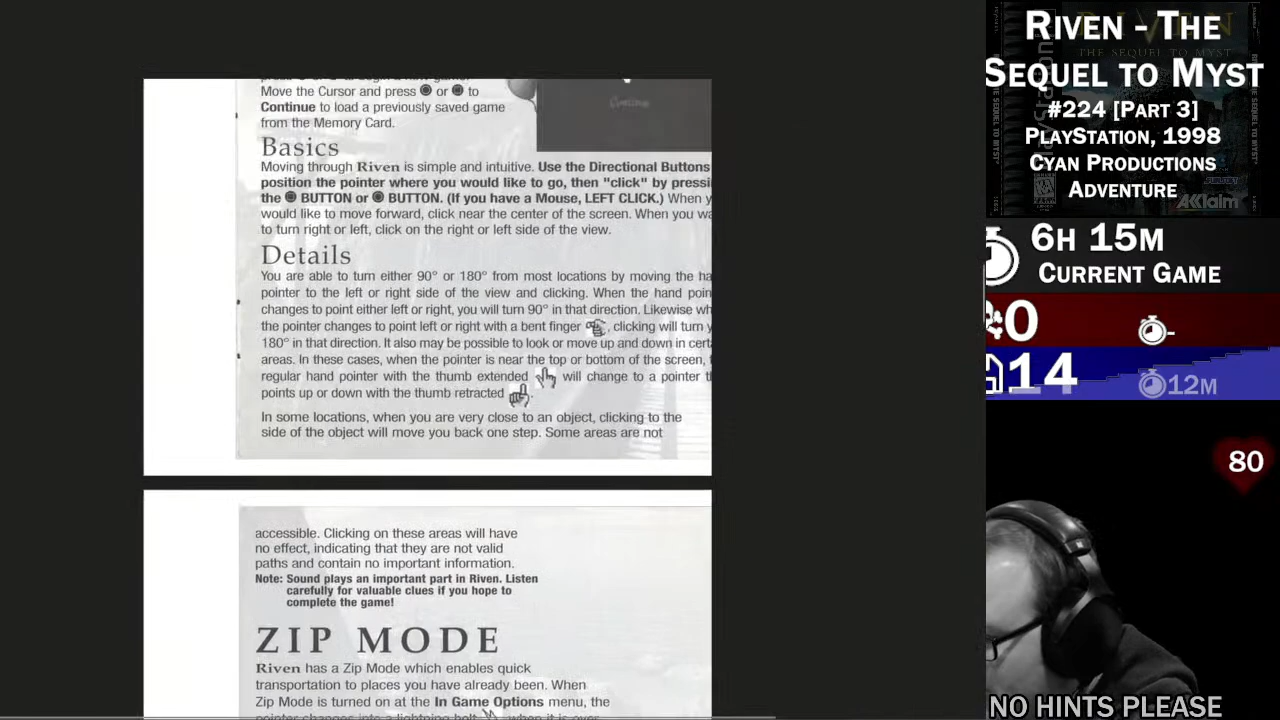 Move the Cursor and press or to
Continue to load a previously saved game
from the Memory Card.
Continue
Basics
Moving through Riven is simple and intuitive. Use the Directional Buttons
position the pointer where you would like to go, then "click" by pressi
the BUTTON or BUTTON. (If you have a Mouse, LEFT CLICK.) When y
would like to move forward, click near the center of the screen. When you wa
to turn right or left, click on the right or left side of the view.
Details
You are able to turn either 90° or 180° from most locations by moving the ha
pointer to the left or right side of the view and clicking. When the hand poin
changes to point either left or right, you will turn 90° in that direction. Likewise wh
the pointer changes to point left or right with a bent finger , clicking will turn y
180° in that direction. It also may be possible to look or move up and down in certa
areas. In these cases, when the pointer is near the top or bottom of the screen, t
regular hand pointer with the thumb extended will change to a pointer th
points up or down with the thumb retracted .
In some locations, when you are very close to an object, clicking to the
side of the object will move you back one step. Some areas are not
accessible. Clicking on these areas will have
no effect, indicating that they are not valid
paths and contain no important information.
Note: Sound plays an important part in Riven. Listen
carefully for valuable clues if you hope to
complete the game!
ZIP MODE
Riven has a Zip Mode which enables quick
transportation to places you have already been. When
Zip Mode is turned on at the In Game Options menu, the
pointer changes into a lightning bolt when it is over
Riven - The
Sequel to Myst
#224 [Part 3]
PlayStation, 1998
Cyan Productions
Adventure
AKlaim
6h 15m
Current Game
0
-
14
12m
80
NO HINTS PLEASE